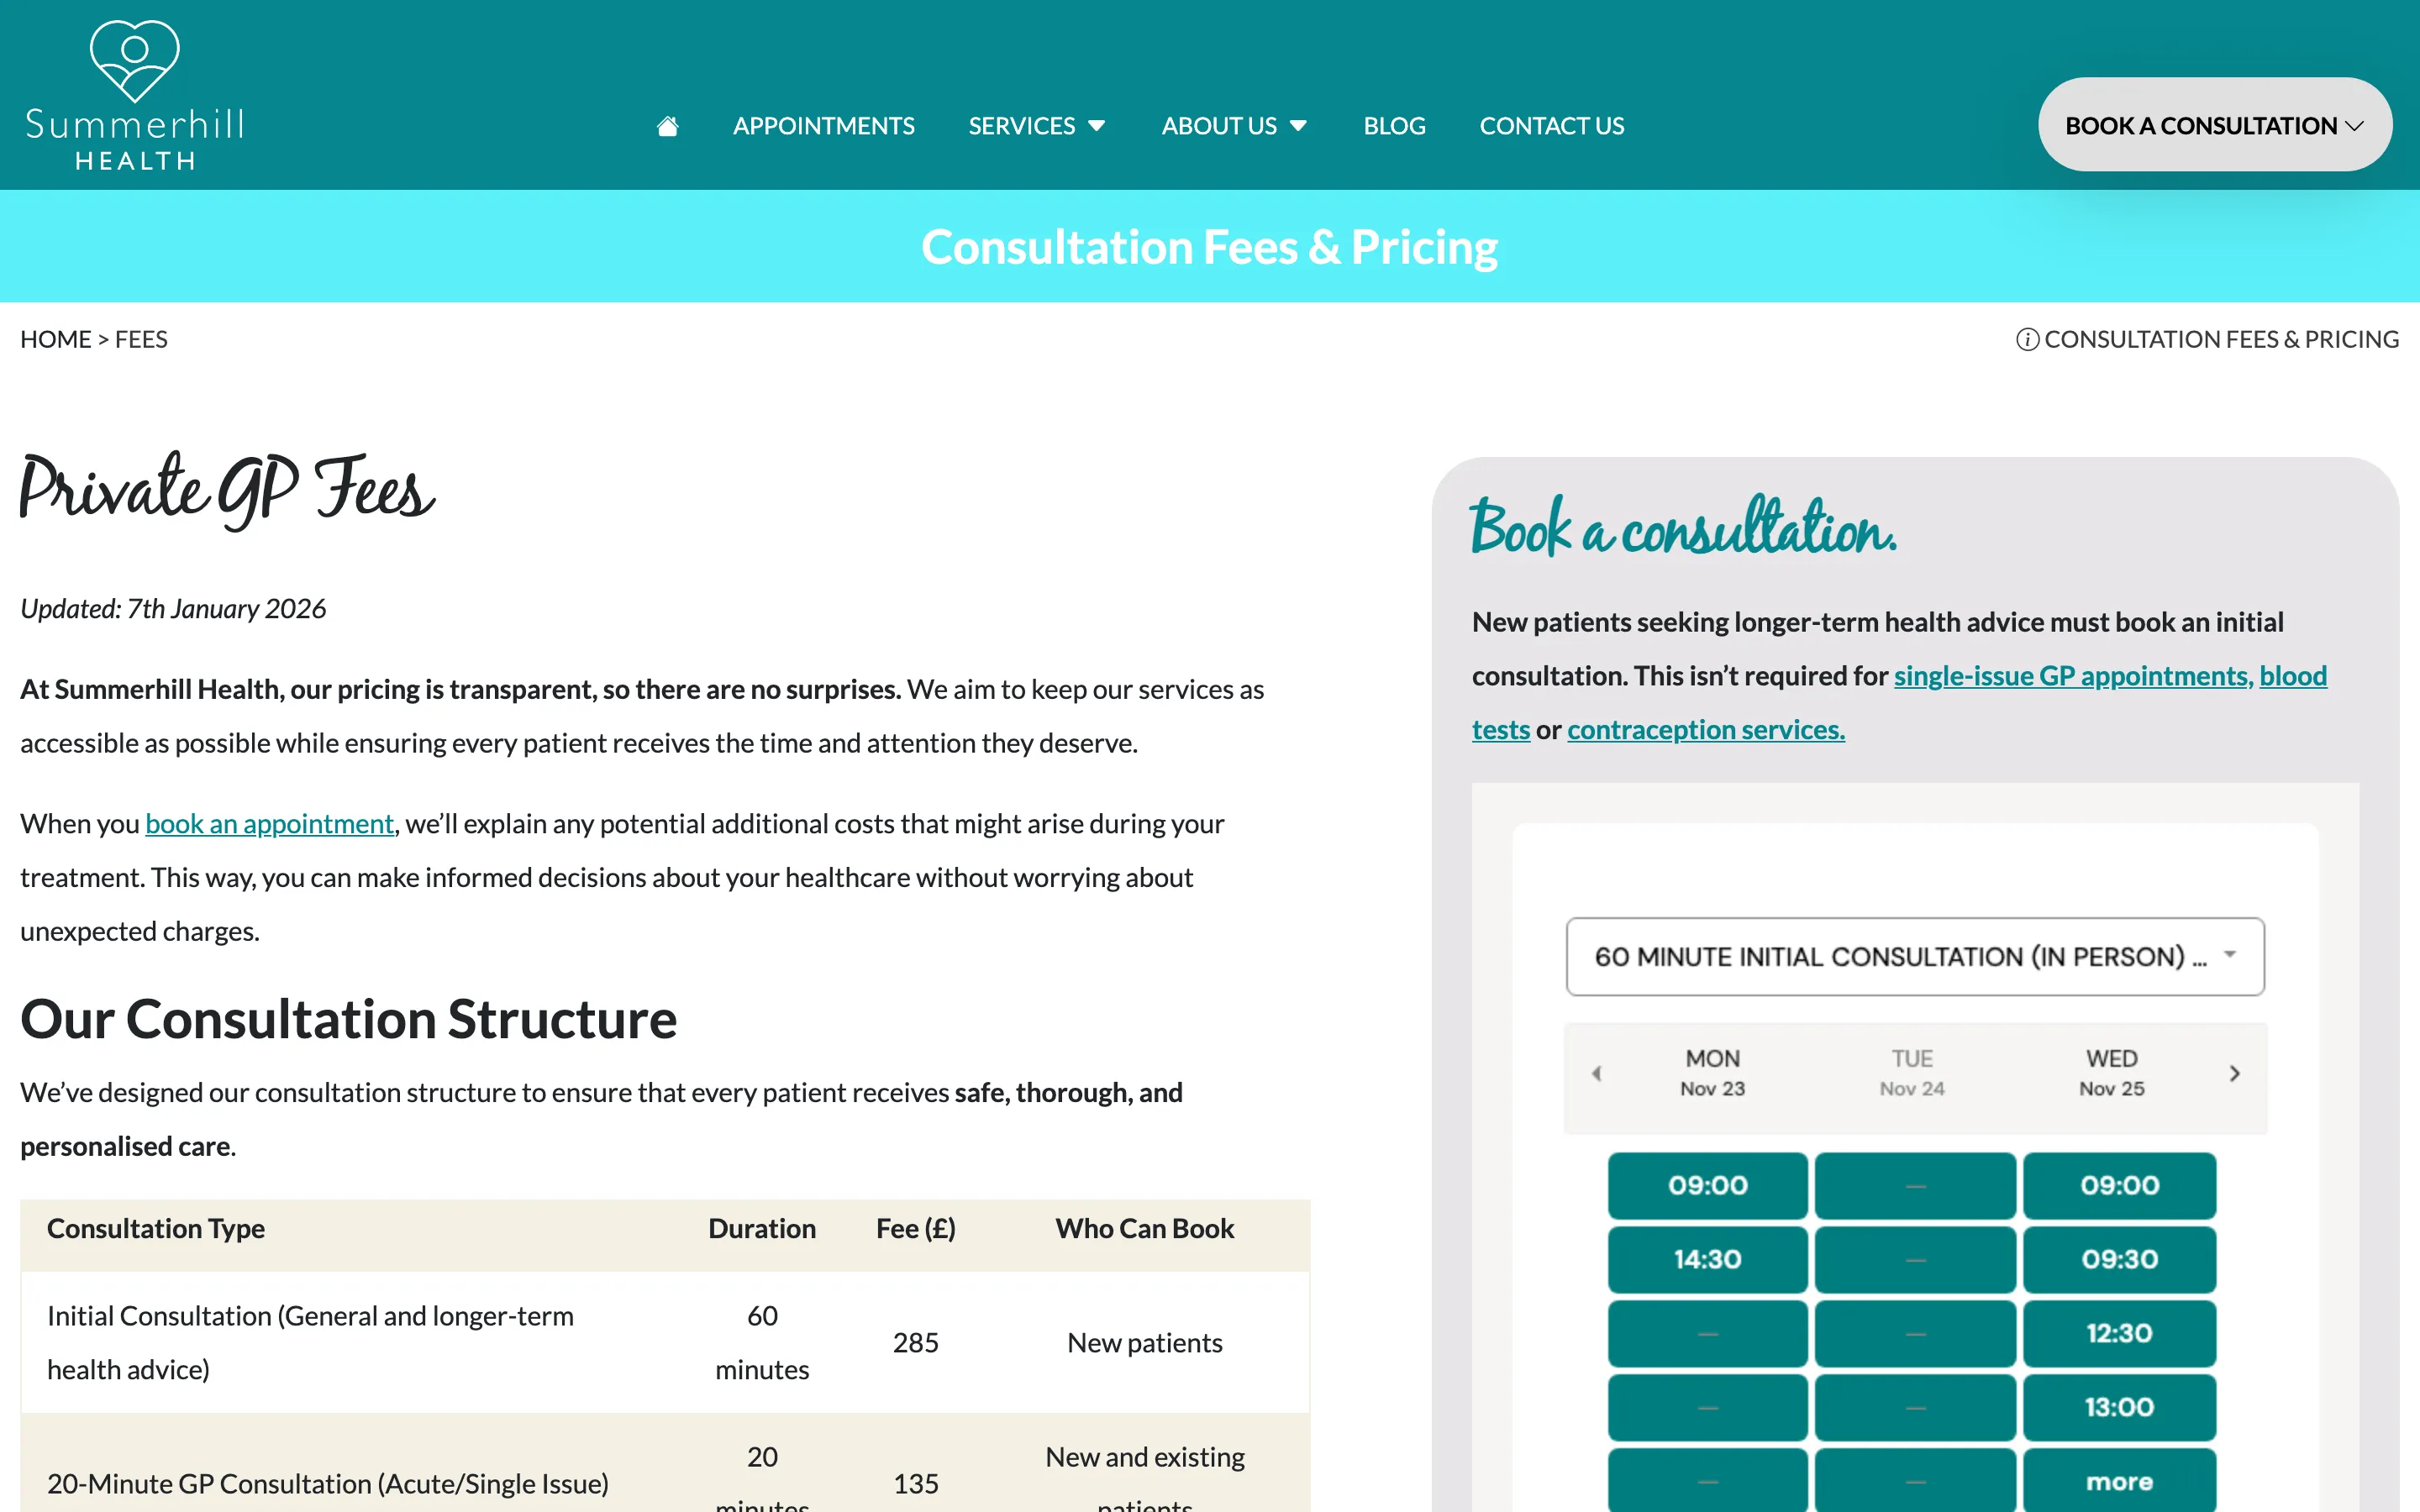 Summerhill
HEALTH
APPOINTMENTS
SERVICES
ABOUT US
BLOG
CONTACT US
BOOK A CONSULTATION
Consultation Fees & Pricing
HOME > FEES
CONSULTATION FEES & PRICING
Private GP Fees
Updated: 7th January 2026
At Summerhill Health, our pricing is transparent, so there are no surprises. We aim to keep our services as
accessible as possible while ensuring every patient receives the time and attention they deserve.
When you book an appointment, we’ll explain any potential additional costs that might arise during your
treatment. This way, you can make informed decisions about your healthcare without worrying about
unexpected charges.
Our Consultation Structure
We’ve designed our consultation structure to ensure that every patient receives safe, thorough, and
personalised care.
Consultation Type Duration Fee (£) Who Can Book
Initial Consultation (General and longer-term
health advice)
60
minutes
285
New patients
20-Minute GP Consultation (Acute/Single Issue)
20
minutes
135
New and existing
patients
Book a consultation.
New patients seeking longer-term health advice must book an initial
consultation. This isn’t required for single-issue GP appointments, blood
tests or contraception services.
60 MINUTE INITIAL CONSULTATION (IN PERSON) ...
MON TUE WED
Nov 23 Nov 24 Nov 25
09:00 — 09:00
14:30 — 09:30
— — 12:30
— — 13:00
— — more